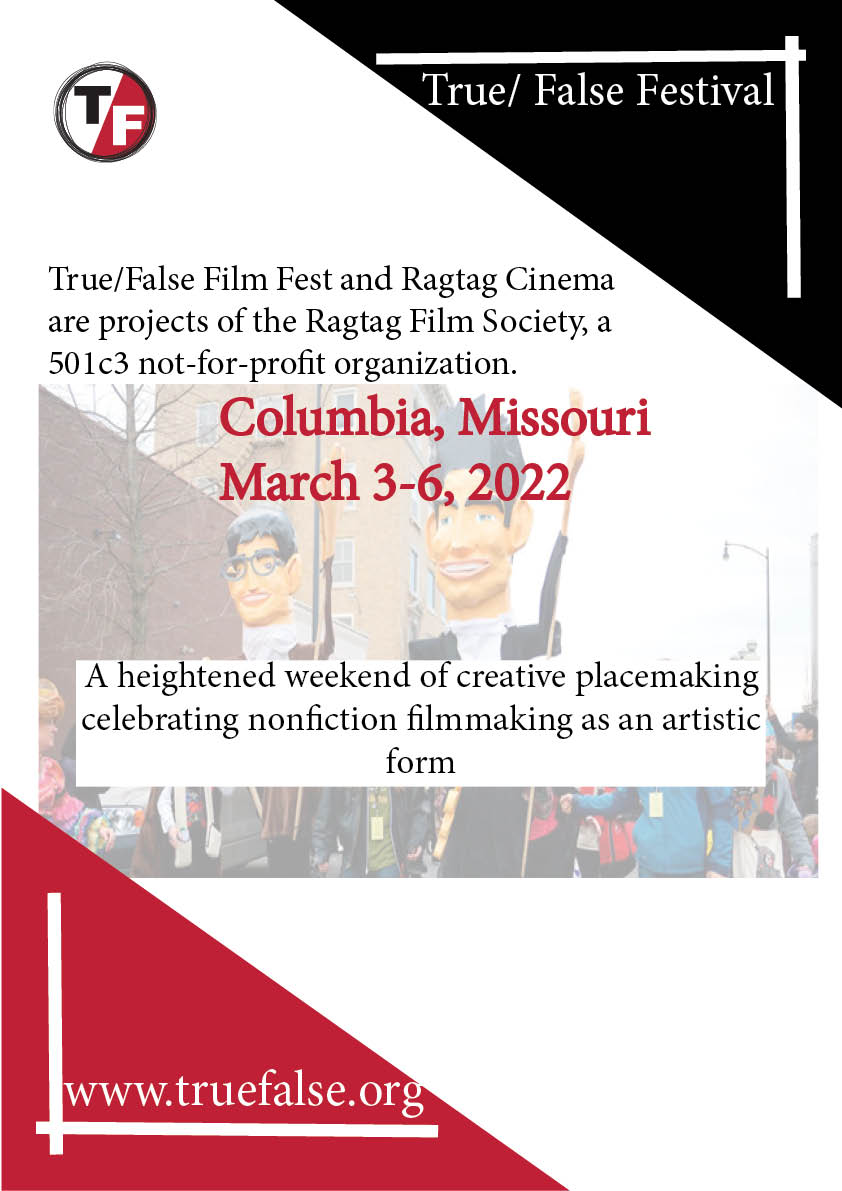 T/F
True/ False Festival
True/False Film Fest and Ragtag Cinema
are projects of the Ragtag Film Society, a
501c3 not-for-profit organization.
Columbia, Missouri
March 3-6, 2022
A heightened weekend of creative placemaking
celebrating nonfiction filmmaking as an artistic
form
www.truefalse.org